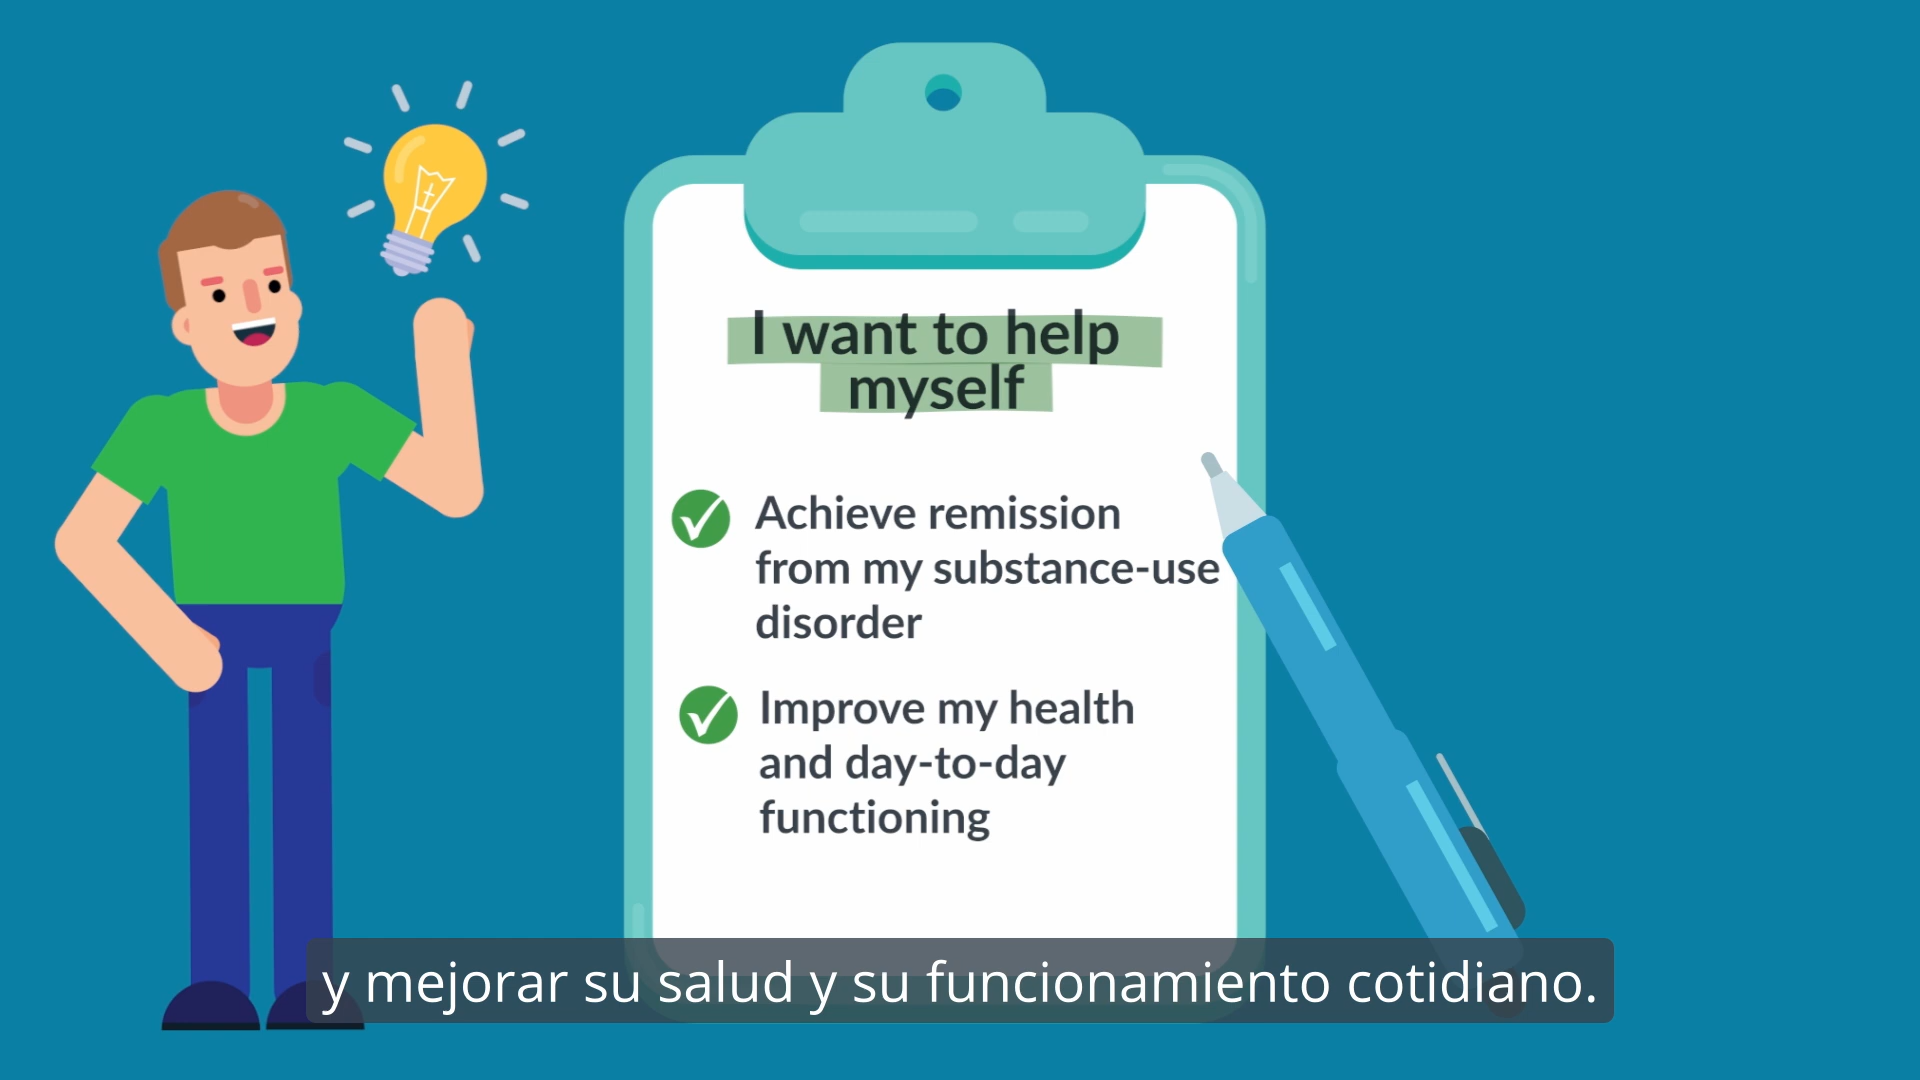 I want to help
myself
Achieve remission
from my substance-use
disorder
Improve my health
and day-to-day
functioning
y mejorar su salud y su funcionamiento cotidiano.